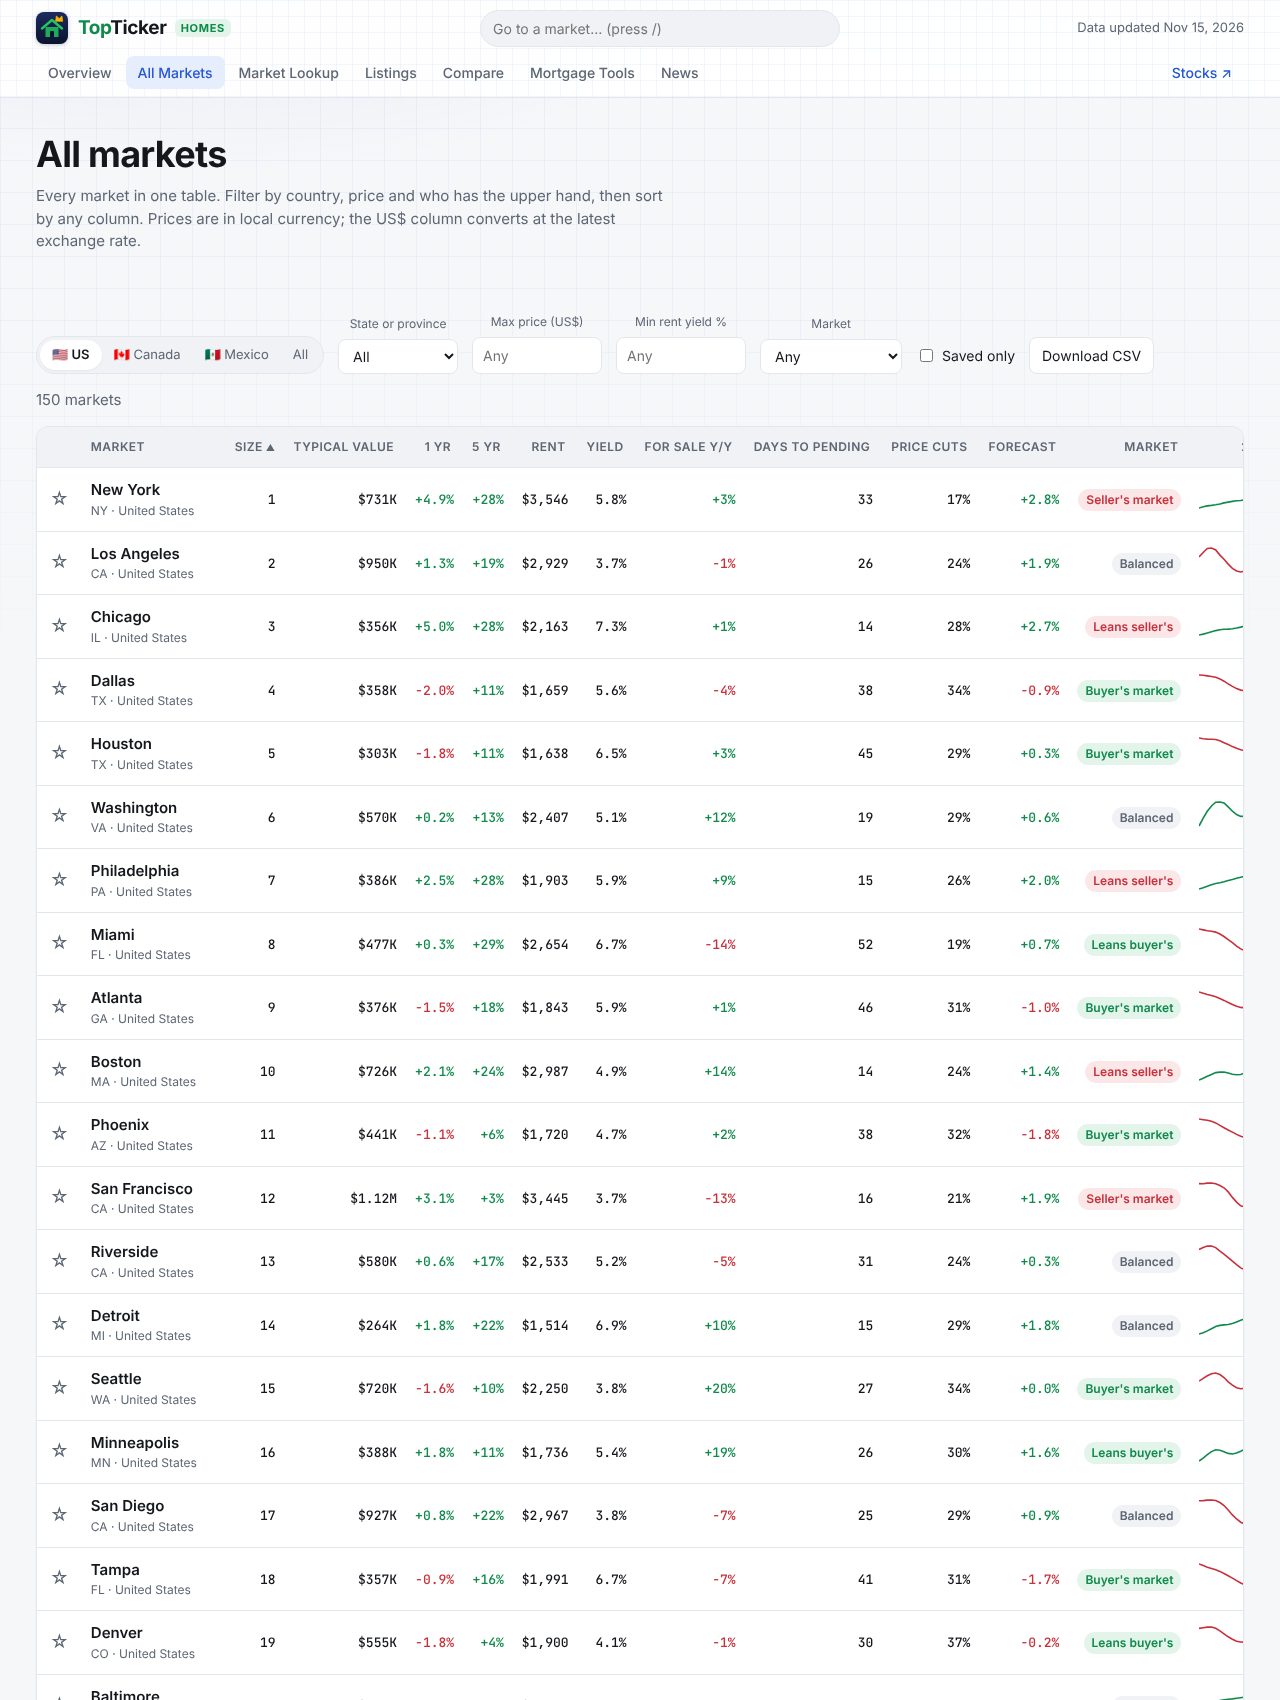 TopTicker HOMES
Go to a market... (press /)
Data updated Nov 15, 2026
Overview All Markets Market Lookup Listings Compare Mortgage Tools News Stocks ↗
All markets
Every market in one table. Filter by country, price and who has the upper hand, then sort
by any column. Prices are in local currency; the US$ column converts at the latest
exchange rate.
State or province Max price (US$) Min rent yield % Market
🇺🇸 US 🇨🇦 Canada 🇲🇽 Mexico All All Any Any Any Saved only Download CSV
150 markets
MARKET SIZE ▲ TYPICAL VALUE 1 YR 5 YR RENT YIELD FOR SALE Y/Y DAYS TO PENDING PRICE CUTS FORECAST MARKET
New York
NY · United States
1 $731K +4.9% +28% $3,546 5.8% +3% 33 17% +2.8% Seller's market
Los Angeles
CA · United States
2 $950K +1.3% +19% $2,929 3.7% -1% 26 24% +1.9% Balanced
Chicago
IL · United States
3 $356K +5.0% +28% $2,163 7.3% +1% 14 28% +2.7% Leans seller's
Dallas
TX · United States
4 $358K -2.0% +11% $1,659 5.6% -4% 38 34% -0.9% Buyer's market
Houston
TX · United States
5 $303K -1.8% +11% $1,638 6.5% +3% 45 29% +0.3% Buyer's market
Washington
VA · United States
6 $570K +0.2% +13% $2,407 5.1% +12% 19 29% +0.6% Balanced
Philadelphia
PA · United States
7 $386K +2.5% +28% $1,903 5.9% +9% 15 26% +2.0% Leans seller's
Miami
FL · United States
8 $477K +0.3% +29% $2,654 6.7% -14% 52 19% +0.7% Leans buyer's
Atlanta
GA · United States
9 $376K -1.5% +18% $1,843 5.9% +1% 46 31% -1.0% Buyer's market
Boston
MA · United States
10 $726K +2.1% +24% $2,987 4.9% +14% 14 24% +1.4% Leans seller's
Phoenix
AZ · United States
11 $441K -1.1% +6% $1,720 4.7% +2% 38 32% -1.8% Buyer's market
San Francisco
CA · United States
12 $1.12M +3.1% +3% $3,445 3.7% -13% 16 21% +1.9% Seller's market
Riverside
CA · United States
13 $580K +0.6% +17% $2,533 5.2% -5% 31 24% +0.3% Balanced
Detroit
MI · United States
14 $264K +1.8% +22% $1,514 6.9% +10% 15 29% +1.8% Balanced
Seattle
WA · United States
15 $720K -1.6% +10% $2,250 3.8% +20% 27 34% +0.0% Buyer's market
Minneapolis
MN · United States
16 $388K +1.8% +11% $1,736 5.4% +19% 26 30% +1.6% Leans buyer's
San Diego
CA · United States
17 $927K +0.8% +22% $2,967 3.8% -7% 25 29% +0.9% Balanced
Tampa
FL · United States
18 $357K -0.9% +16% $1,991 6.7% -7% 41 31% -1.7% Buyer's market
Denver
CO · United States
19 $555K -1.8% +4% $1,900 4.1% -1% 30 37% -0.2% Leans buyer's
Baltimore